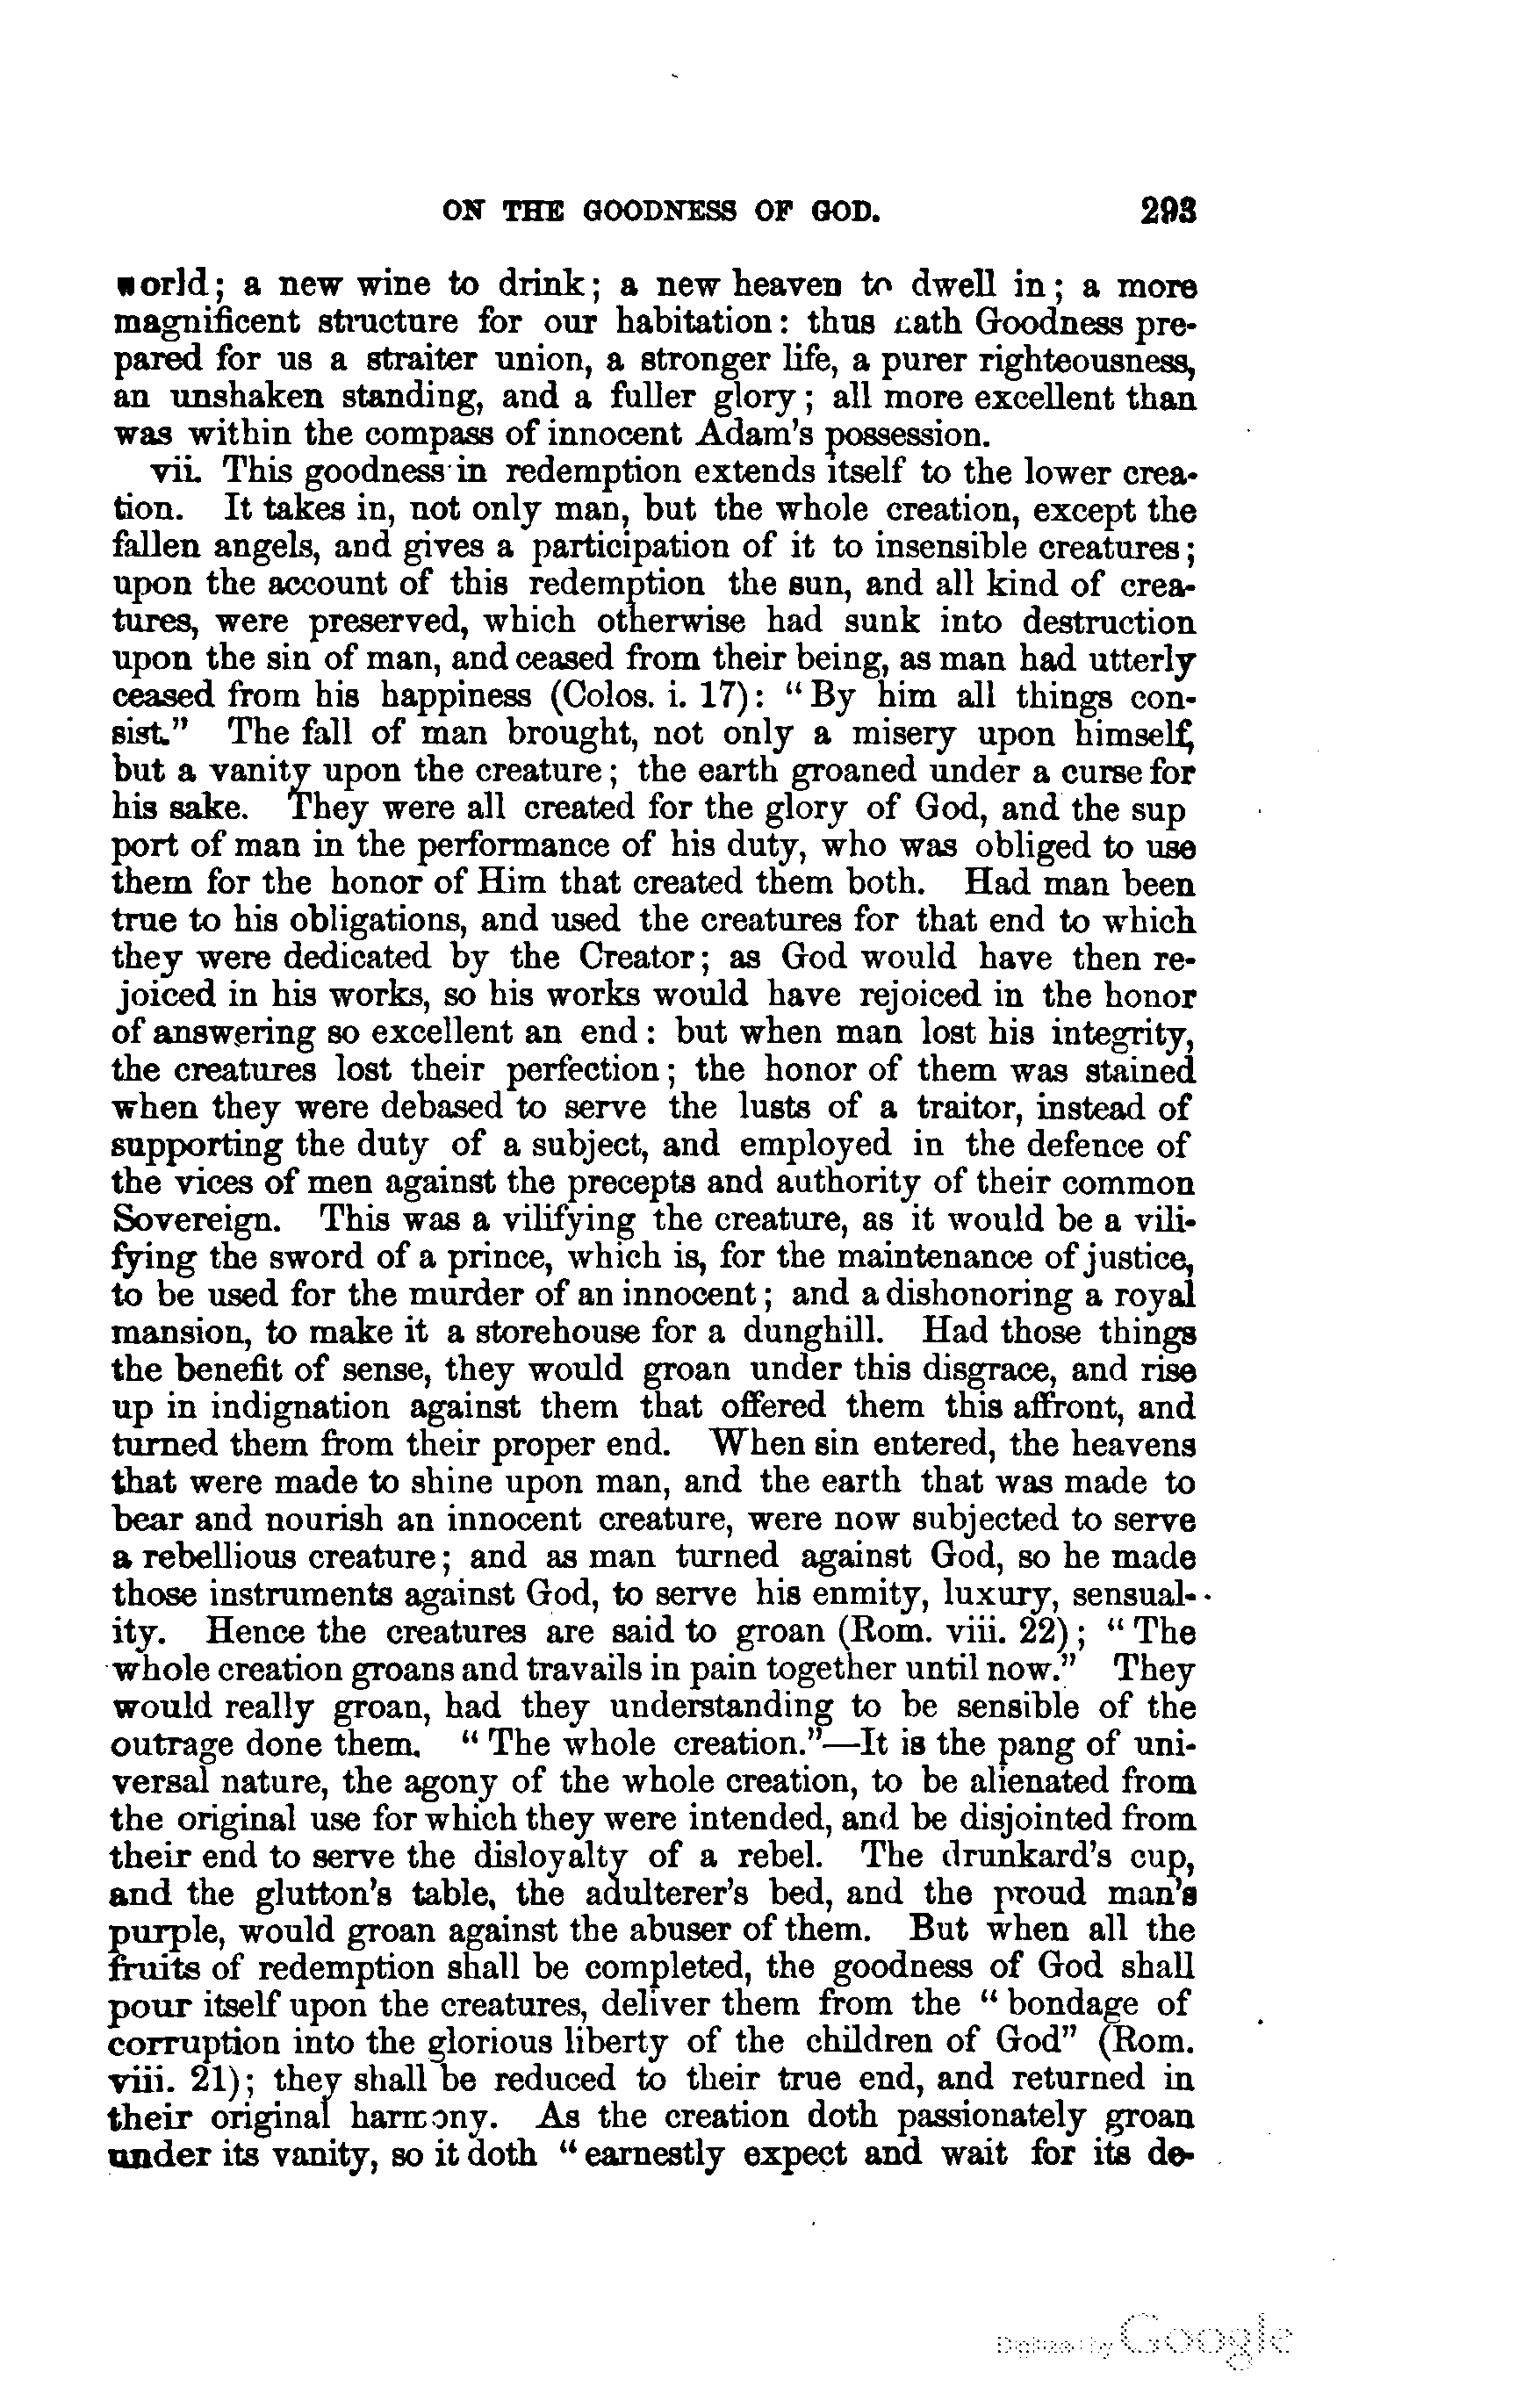 ON THE GOODNESS OF GOD. 293
world; a new wine to drink; a new heaven to dwell in; a more
magnificent structure for our habitation: thus hath Goodness pre-
pared for us a straiter union, a stronger life, a purer righteousness,
an unshaken standing, and a fuller glory; all more excellent than
was within the compass of innocent Adam's possession.
vii. This goodness in redemption extends itself to the lower crea-
tion. It takes in, not only man, but the whole creation, except the
fallen angels, and gives a participation of it to insensible creatures;
upon the account of this redemption the sun, and all kind of crea-
tures, were preserved, which otherwise had sunk into destruction
upon the sin of man, and ceased from their being, as man had utterly
ceased from his happiness (Colos. i. 17): "By him all things con-
sist." The fall of man brought, not only a misery upon himself,
but a vanity upon the creature; the earth groaned under a curse for
his sake. They were all created for the glory of God, and the sup
port of man in the performance of his duty, who was obliged to use
them for the honor of Him that created them both. Had man been
true to his obligations, and used the creatures for that end to which
they were dedicated by the Creator; as God would have then re-
joiced in his works, so his works would have rejoiced in the honor
of answering so excellent an end: but when man lost his integrity,
the creatures lost their perfection; the honor of them was stained
when they were debased to serve the lusts of a traitor, instead of
supporting the duty of a subject, and employed in the defence of
the vices of men against the precepts and authority of their common
Sovereign. This was a vilifying the creature, as it would be a vili-
fying the sword of a prince, which is, for the maintenance of justice,
to be used for the murder of an innocent; and a dishonoring a royal
mansion, to make it a storehouse for a dunghill. Had those things
the benefit of sense, they would groan under this disgrace, and rise
up in indignation against them that offered them this affront, and
turned them from their proper end. When sin entered, the heavens
that were made to shine upon man, and the earth that was made to
bear and nourish an innocent creature, were now subjected to serve
a rebellious creature; and as man turned against God, so he made
those instruments against God, to serve his enmity, luxury, sensual-
ity. Hence the creatures are said to groan (Rom. viii. 22); "The
whole creation groans and travails in pain together until now." They
would really groan, had they understanding to be sensible of the
outrage done them. "The whole creation."—It is the pang of uni-
versal nature, the agony of the whole creation, to be alienated from
the original use for which they were intended, and be disjointed from
their end to serve the disloyalty of a rebel. The drunkard's cup,
and the glutton's table, the adulterer's bed, and the proud man's
purple, would groan against the abuser of them. But when all the
fruits of redemption shall be completed, the goodness of God shall
pour itself upon the creatures, deliver them from the "bondage of
corruption into the glorious liberty of the children of God" (Rom.
viii. 21); they shall be reduced to their true end, and returned in
their original harmony. As the creation doth passionately groan
under its vanity, so it doth "earnestly expect and wait for its de-
Digitized by Google